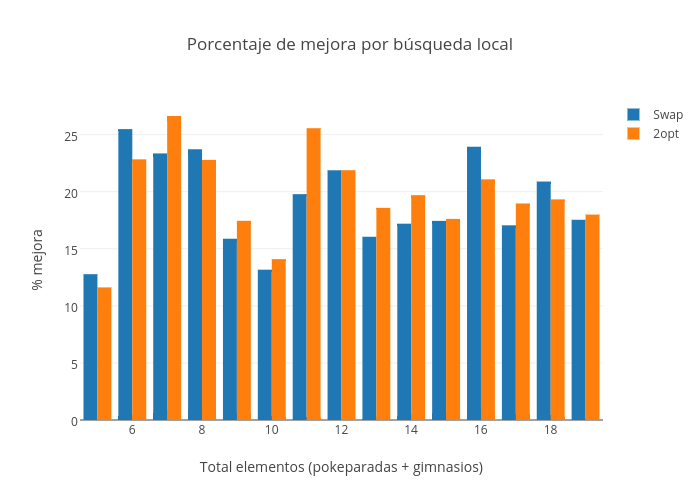 Porcentaje de mejora por búsqueda local
Swap
2opt
25
20
15
10
5
0
% mejora
6
8
10
12
14
16
18
Total elementos (pokeparadas + gimnasios)